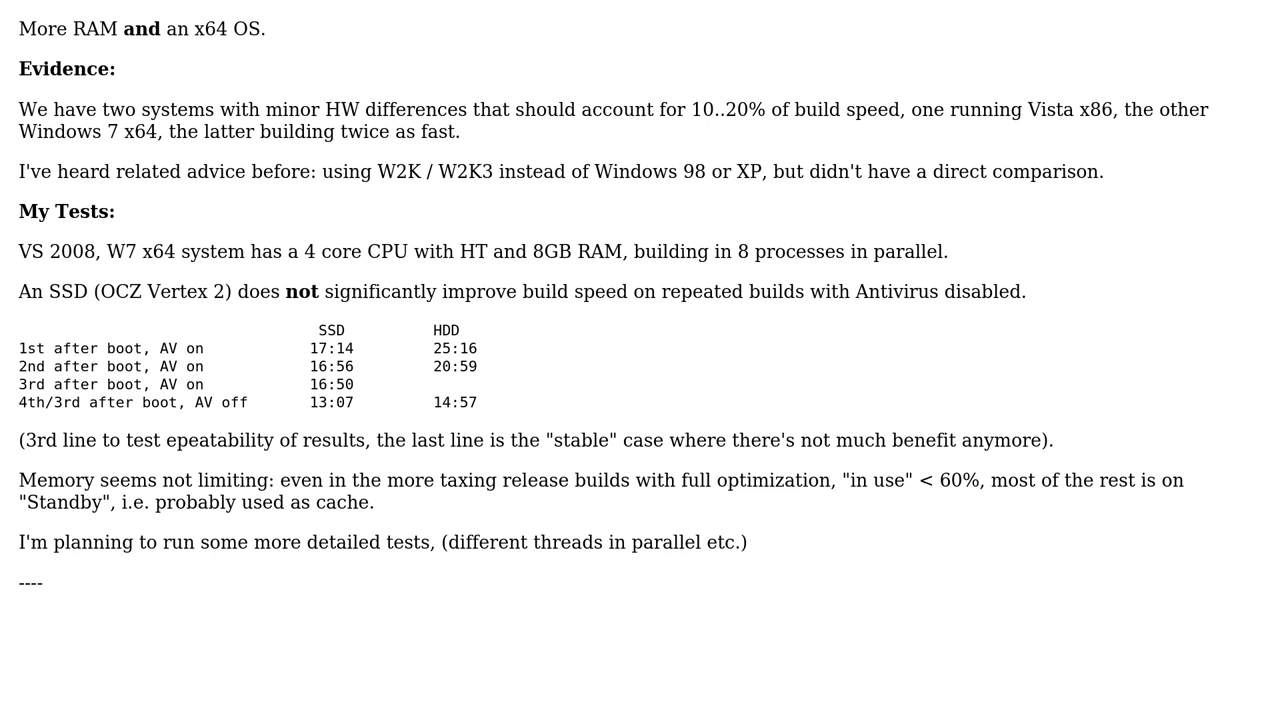 More RAM and an x64 OS.
Evidence:
We have two systems with minor HW differences that should account for 10..20% of build speed, one running Vista x86, the other
Windows 7 x64, the latter building twice as fast.
I've heard related advice before: using W2K / W2K3 instead of Windows 98 or XP, but didn't have a direct comparison.
My Tests:
VS 2008, W7 x64 system has a 4 core CPU with HT and 8GB RAM, building in 8 processes in parallel.
An SSD (OCZ Vertex 2) does not significantly improve build speed on repeated builds with Antivirus disabled.
                                  SSD          HDD
1st after boot, AV on            17:14         25:16
2nd after boot, AV on            16:56         20:59
3rd after boot, AV on            16:50
4th/3rd after boot, AV off       13:07         14:57
(3rd line to test epeatability of results, the last line is the "stable" case where there's not much benefit anymore).
Memory seems not limiting: even in the more taxing release builds with full optimization, "in use" < 60%, most of the rest is on
"Standby", i.e. probably used as cache.
I'm planning to run some more detailed tests, (different threads in parallel etc.)
----